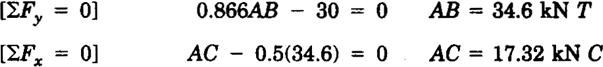 [ΣF_y = 0] 0.866AB − 30 = 0 AB = 34.6 kN T
[ΣF_x = 0] AC − 0.5(34.6) = 0 AC = 17.32 kN C